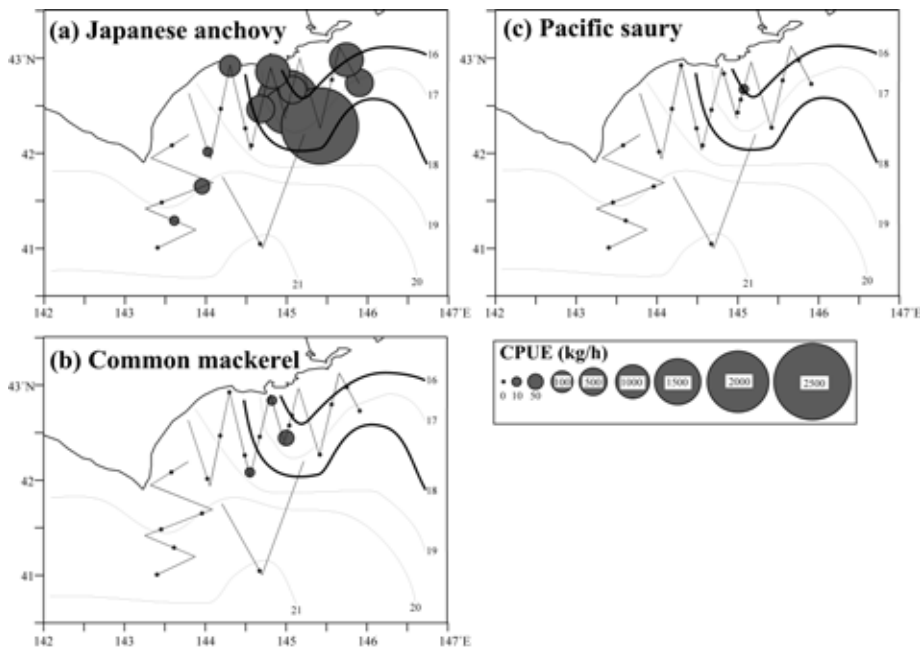 (a) Japanese anchovy
43˚N
42
41
16
17
18
19
20
21
142 143 144 145 146 147˚E
(c) Pacific saury
43˚N
42
41
16
17
18
19
20
21
142 143 144 145 146 147˚E
(b) Common mackerel
43˚N
42
41
16
17
18
19
20
21
142 143 144 145 146 147˚E
CPUE (kg/h)
0 10 50 100 500 1000 1500 2000 2500